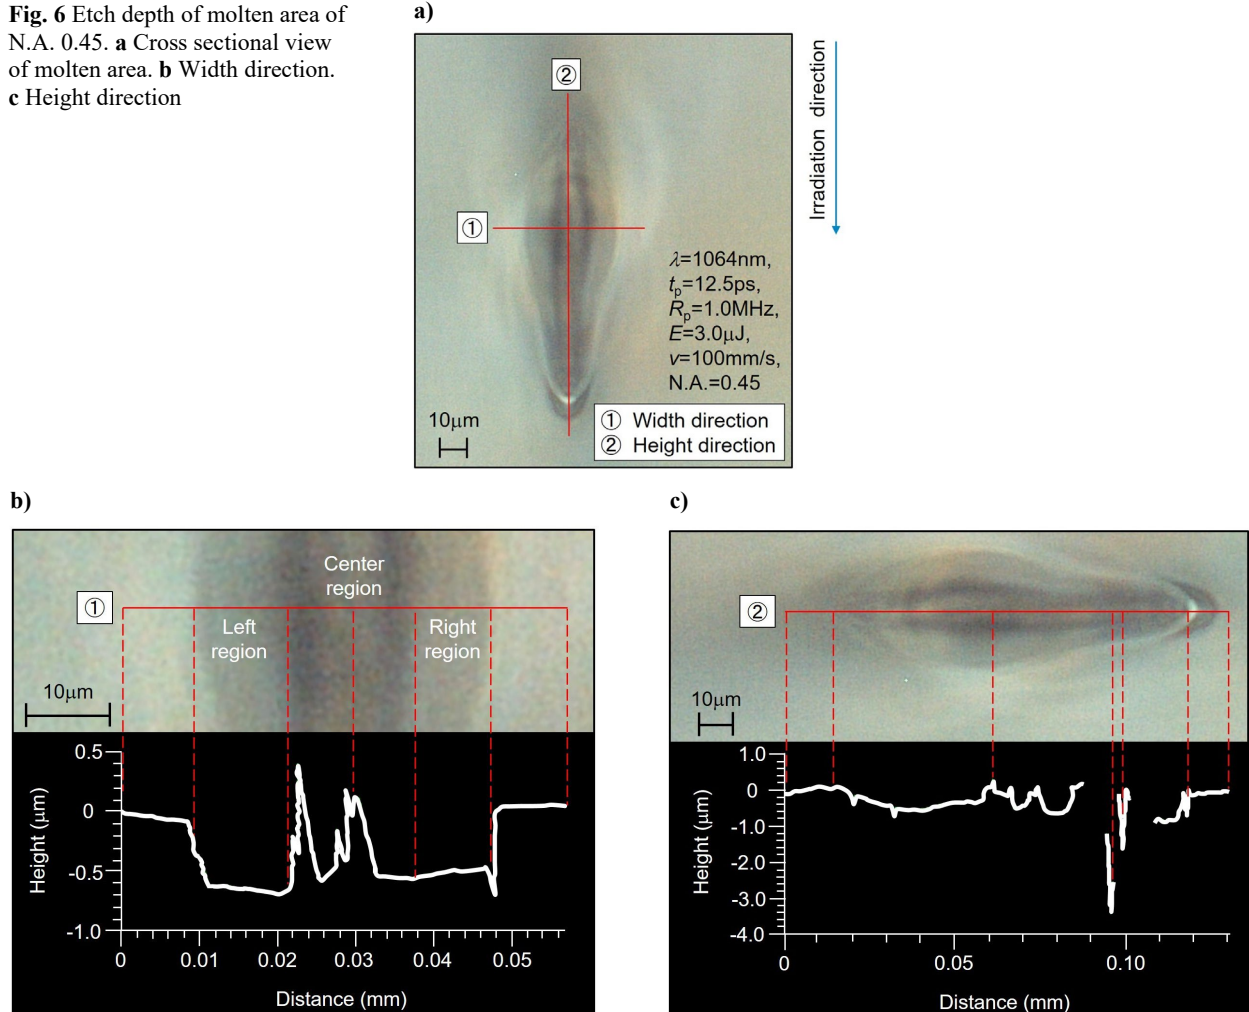 Fig. 6 Etch depth of molten area of
N.A. 0.45. a Cross sectional view
of molten area. b Width direction.
c Height direction
a)
②
①
Irradiation direction
λ=1064nm,
tp=12.5ps,
Rp=1.0MHz,
E=3.0μJ,
v=100mm/s,
N.A.=0.45
10μm
① Width direction
② Height direction
b)
Center
region
①
Left
region
Right
region
10μm
0.5
0
-0.5
-1.0
Height (μm)
0 0.01 0.02 0.03 0.04 0.05
Distance (mm)
c)
②
10μm
1.0
0
-1.0
-2.0
-3.0
-4.0
Height (μm)
0 0.05 0.10
Distance (mm)